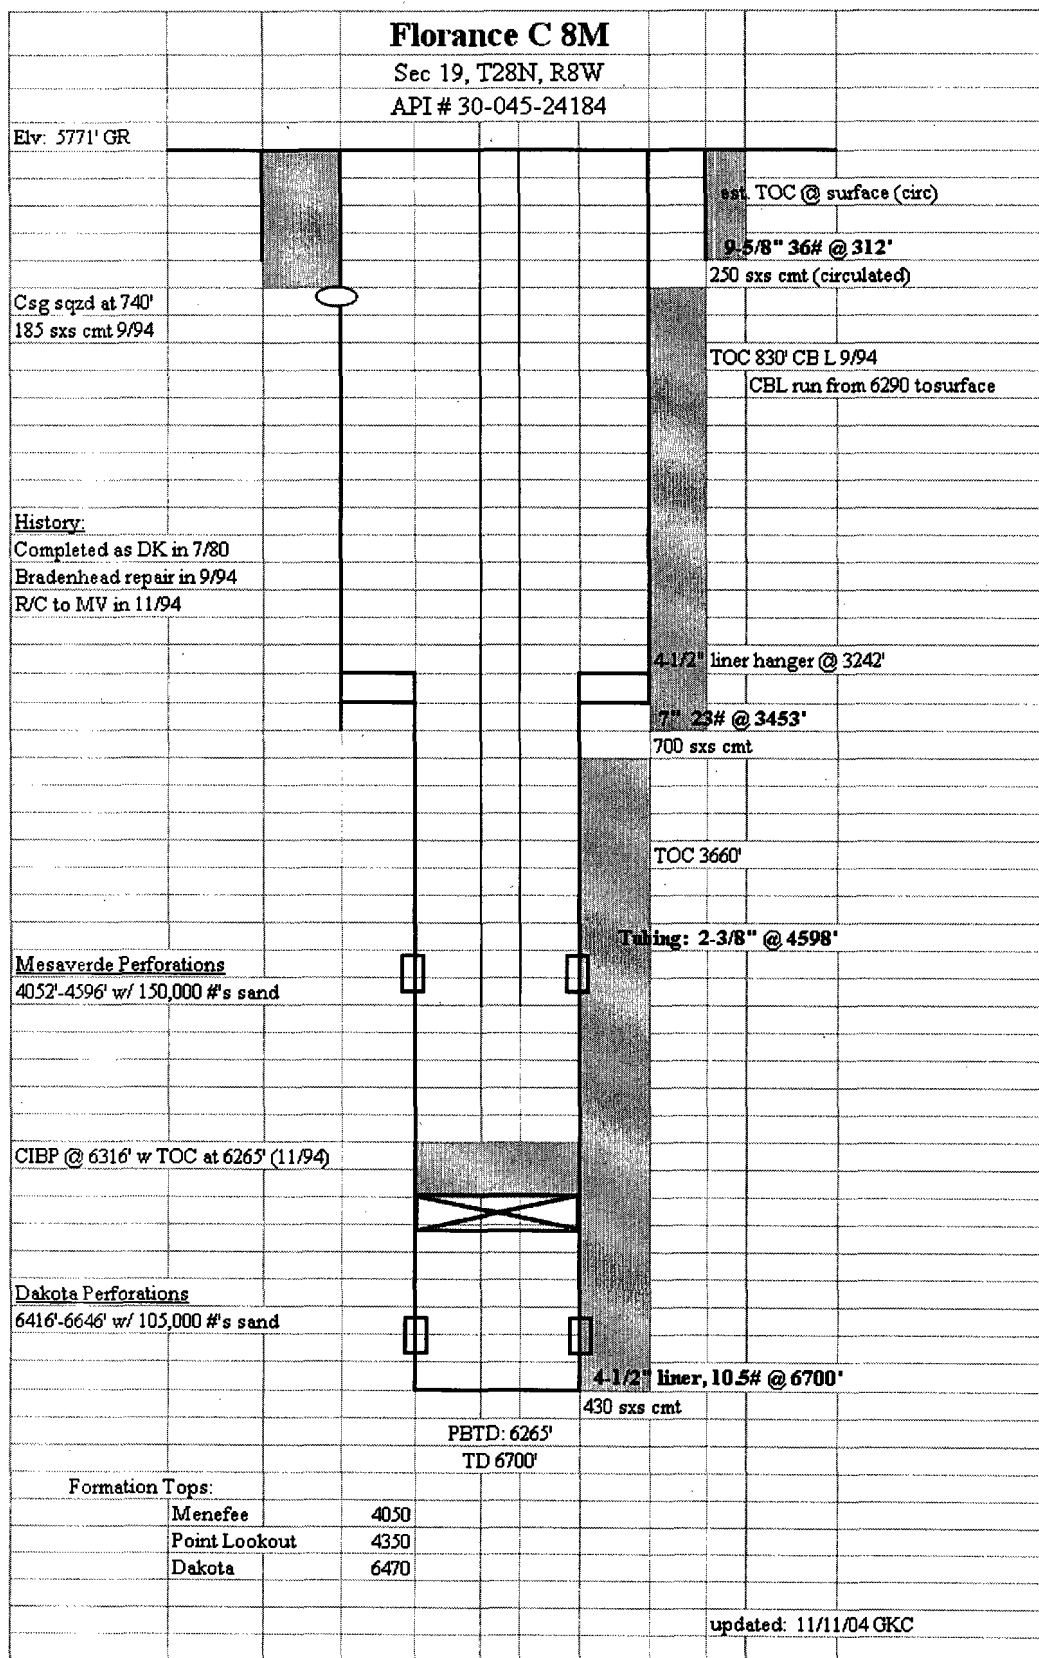 Florance C 8M
Sec 19, T28N, R8W
API # 30-045-24184
Elv: 5771' GR
est. TOC @ surface (circ)
9-5/8" 36# @ 312'
250 sxs cmt (circulated)
Csg sqzd at 740'
185 sxs cmt 9/94
TOC 830' CBL 9/94
CBL run from 6290 to surface
History:
Completed as DK in 7/80
Bradenhead repair in 9/94
R/C to MV in 11/94
4-1/2" liner hanger @ 3242'
7" 23# @ 3453'
700 sxs cmt
TOC 3660'
Tubing: 2-3/8" @ 4598'
Mesaverde Perforations
4052'-4596' w/ 150,000 #'s sand
CIBP @ 6316' w TOC at 6265' (11/94)
Dakota Perforations
6416'-6646' w/ 105,000 #'s sand
4-1/2" liner, 10.5# @ 6700'
430 sxs cmt
PBTD: 6265'
TD 6700'
Formation Tops:
Menefee 4050
Point Lookout 4350
Dakota 6470
updated: 11/11/04 GKC